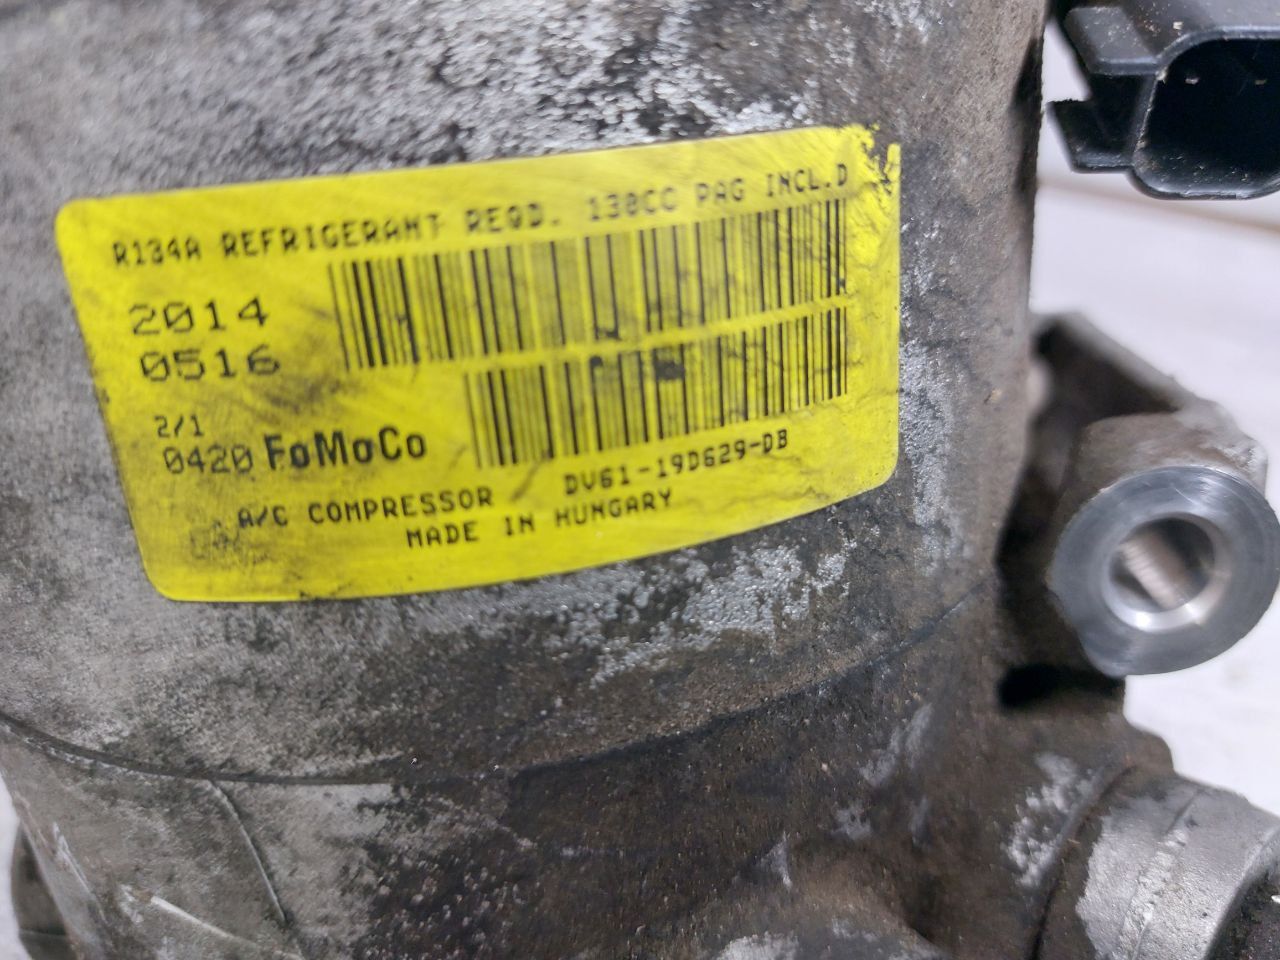 R134A REFRIGERANT REQD. 130CC PAG INCL.D
2014
0516
2/1
0420 FoMoCo
A/C COMPRESSOR DV61-19D629-DB
MADE IN HUNGARY